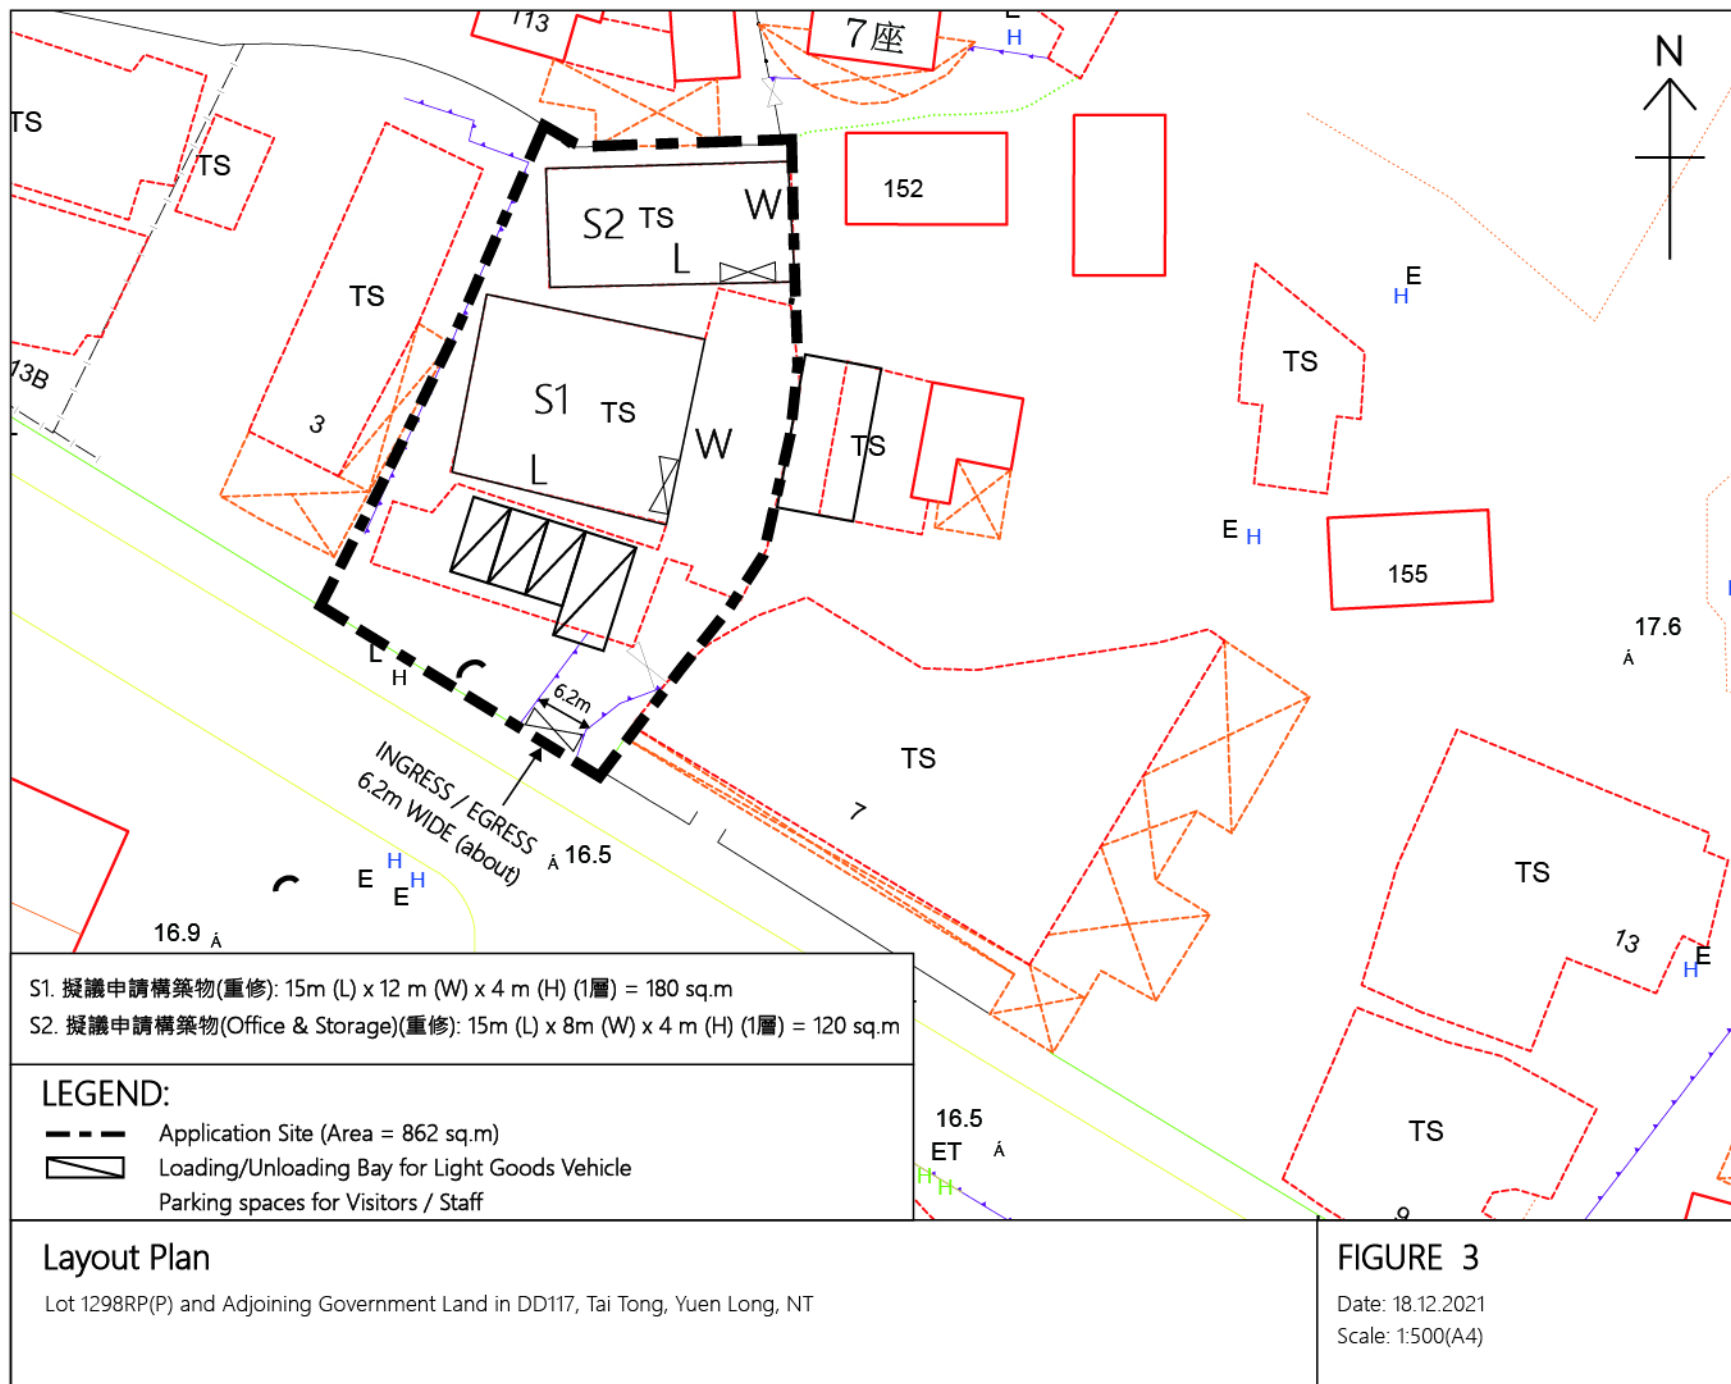 113
7座
E
H
N
TS
TS
152
S2 TS
W
L
TS
E
H
TS
13B
3
S1 TS
W
L
TS
E H
155
17.6
L
H
6.2m
INGRESS / EGRESS
6.2m WIDE (about)
16.5
TS
7
TS
13
E
H
H
E H
E
16.9
S1. 擬議申請構築物(重修): 15m (L) x 12 m (W) x 4 m (H) (1層) = 180 sq.m
S2. 擬議申請構築物(Office & Storage)(重修): 15m (L) x 8m (W) x 4 m (H) (1層) = 120 sq.m
LEGEND:
Application Site (Area = 862 sq.m)
Loading/Unloading Bay for Light Goods Vehicle
Parking spaces for Visitors / Staff
16.5
ET
H H
TS
9
Layout Plan
Lot 1298RP(P) and Adjoining Government Land in DD117, Tai Tong, Yuen Long, NT
FIGURE 3
Date: 18.12.2021
Scale: 1:500(A4)